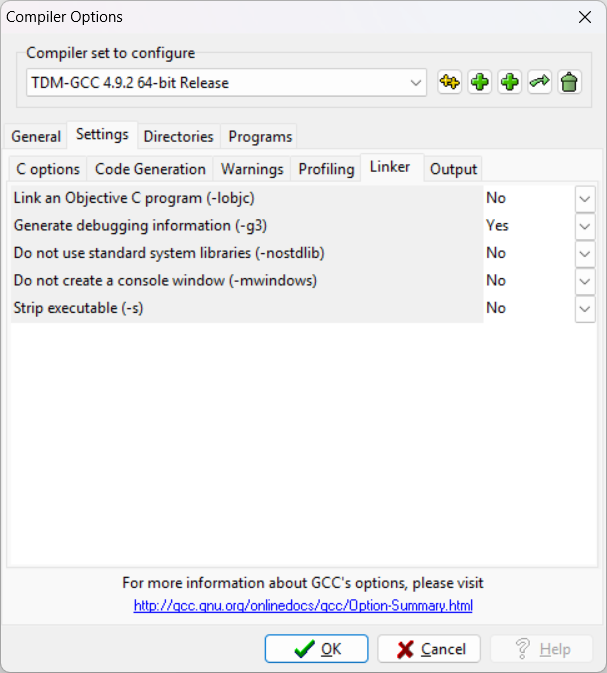 Compiler Options
Compiler set to configure
TDM-GCC 4.9.2 64-bit Release
General Settings Directories Programs
C options Code Generation Warnings Profiling Linker Output
Link an Objective C program (-lobjc) No
Generate debugging information (-g3) Yes
Do not use standard system libraries (-nostdlib) No
Do not create a console window (-mwindows) No
Strip executable (-s) No
For more information about GCC's options, please visit
http://gcc.gnu.org/onlinedocs/gcc/Option-Summary.html
OK Cancel Help